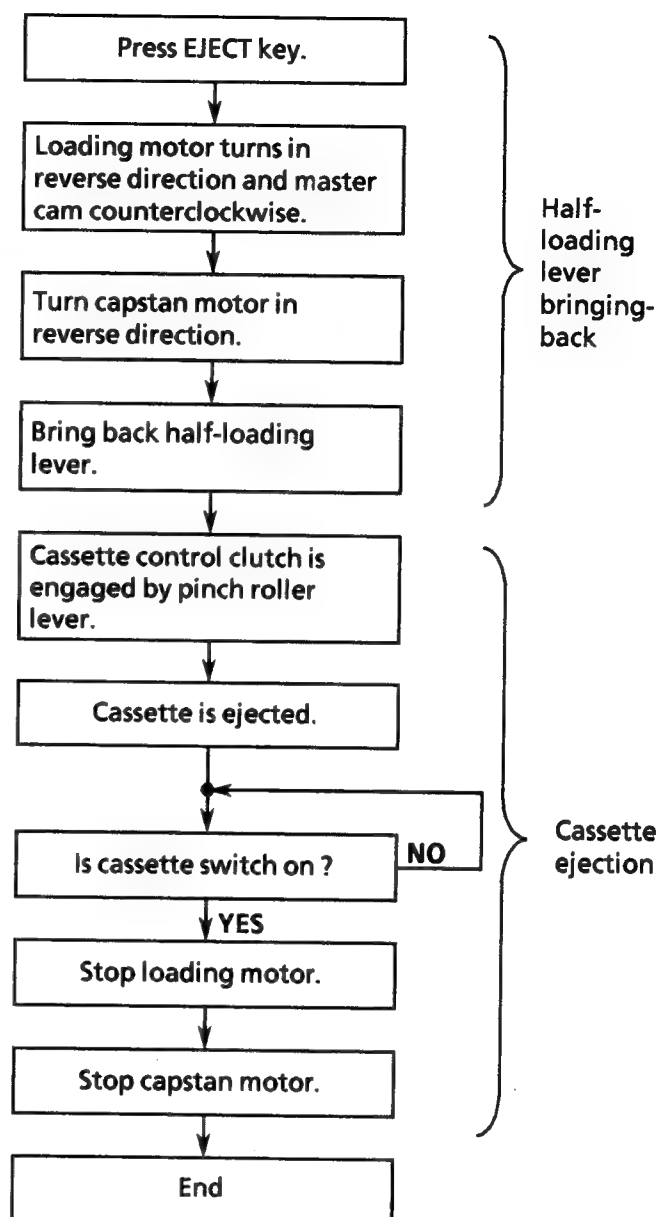 Press EJECT key.
Loading motor turns in
reverse direction and master
cam counterclockwise.
Turn capstan motor in
reverse direction.
Bring back half-loading
lever.
Half-
loading
lever
bringing-
back
Cassette control clutch is
engaged by pinch roller
lever.
Cassette is ejected.
Is cassette switch on ?
NO
YES
Stop loading motor.
Stop capstan motor.
Cassette
ejection
End